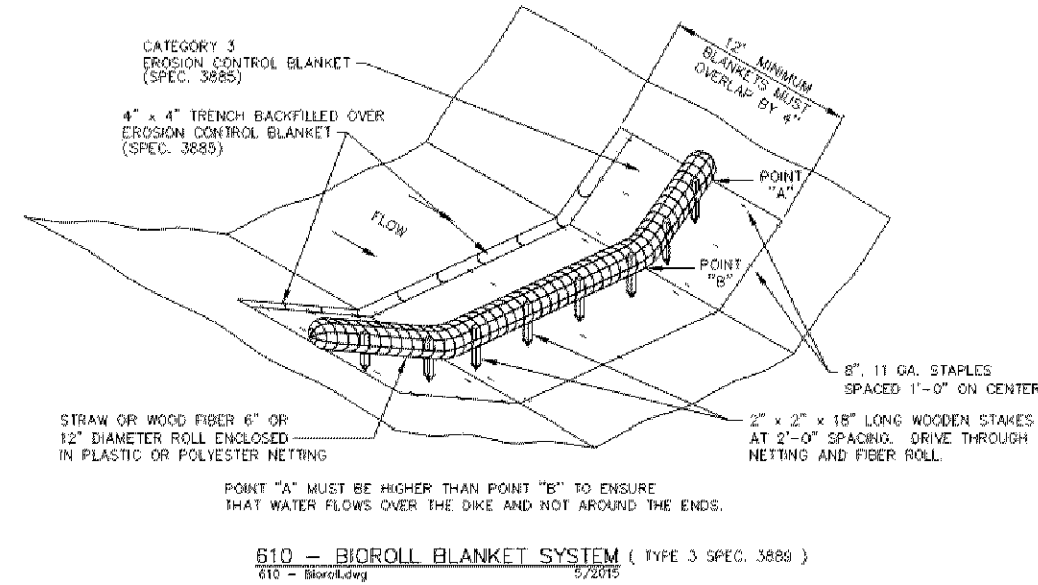 CATEGORY 3
EROSION CONTROL BLANKET
(SPEC. 3885)
4" x 4" TRENCH BACKFILLED OVER
EROSION CONTROL BLANKET
(SPEC. 3885)
FLOW
12" MINIMUM
BLANKETS MUST
OVERLAP BY 4"
POINT
"A"
POINT
"B"
8", 11 GA. STAPLES
SPACED 1'-0" ON CENTER
2" x 2" x 18" LONG WOODEN STAKES
AT 2'-0" SPACING. DRIVE THROUGH
NETTING AND FIBER ROLL.
STRAW OR WOOD FIBER 6" OR
12" DIAMETER ROLL ENCLOSED
IN PLASTIC OR POLYESTER NETTING
POINT "A" MUST BE HIGHER THAN POINT "B" TO ENSURE
THAT WATER FLOWS OVER THE DIKE AND NOT AROUND THE ENDS.
610 – BIOROLL BLANKET SYSTEM ( TYPE 3 SPEC. 3889 )
610 - Bioroll.dwg 5/2015